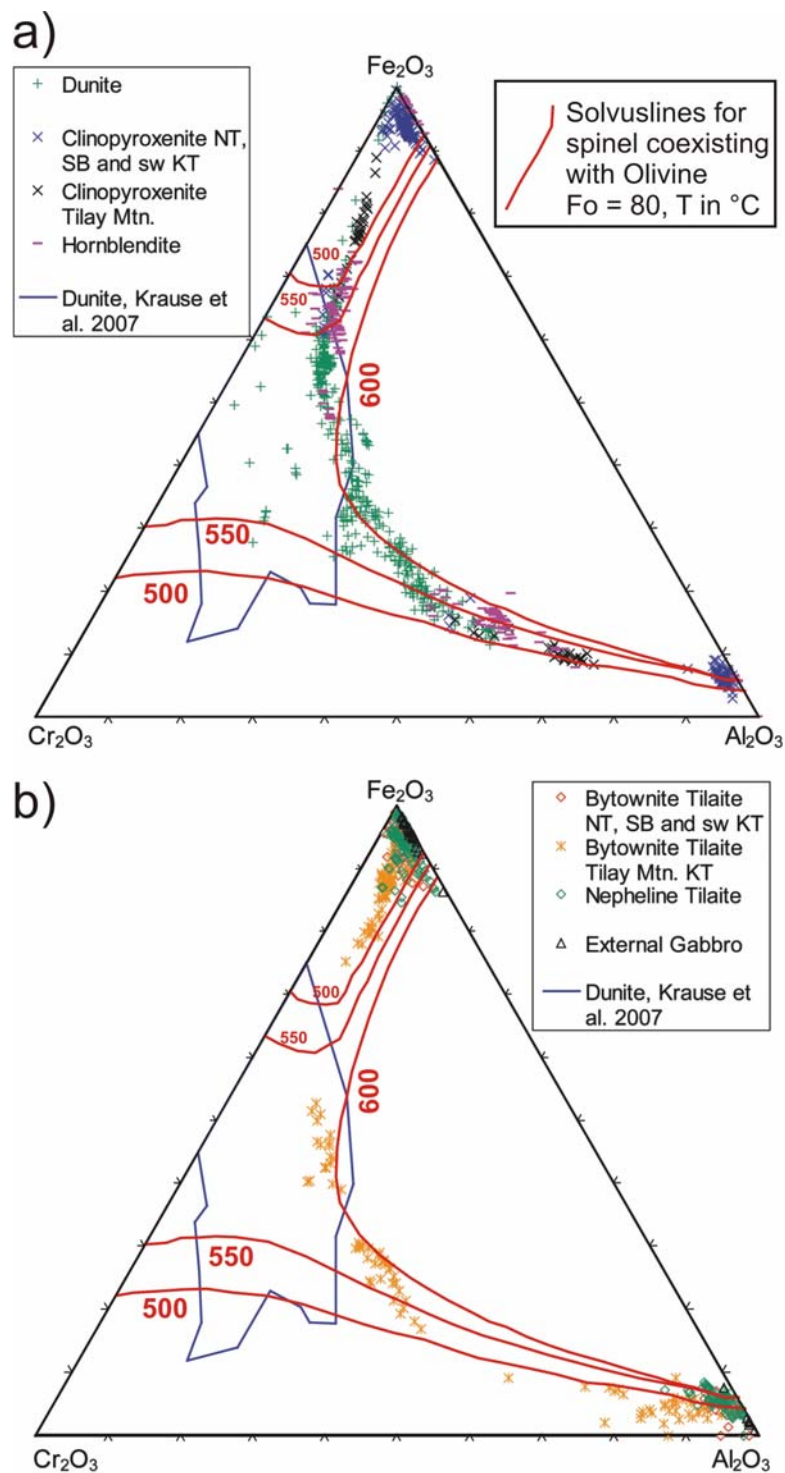 a)
Fe₂O₃
Dunite
Clinopyroxenite NT,
SB and sw KT
Clinopyroxenite
Tilay Mtn.
Hornblendite
Dunite, Krause et
al. 2007
Solvuslines for
spinel coexisting
with Olivine
Fo = 80, T in °C
500
550
600
550
500
Cr₂O₃
Al₂O₃
b)
Fe₂O₃
Bytownite Tilaite
NT, SB and sw KT
Bytownite Tilaite
Tilay Mtn. KT
Nepheline Tilaite
External Gabbro
Dunite, Krause et
al. 2007
500
550
600
550
500
Cr₂O₃
Al₂O₃